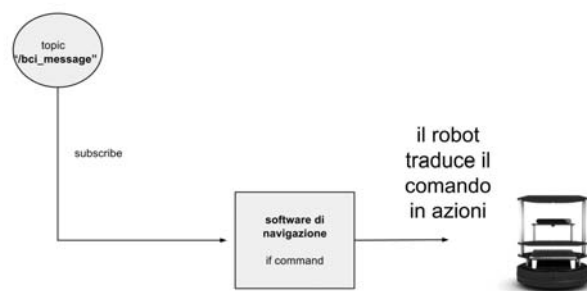 topic
"/bci_message"
subscribe
il robot
traduce il
comando
in azioni
software di
navigazione
if command